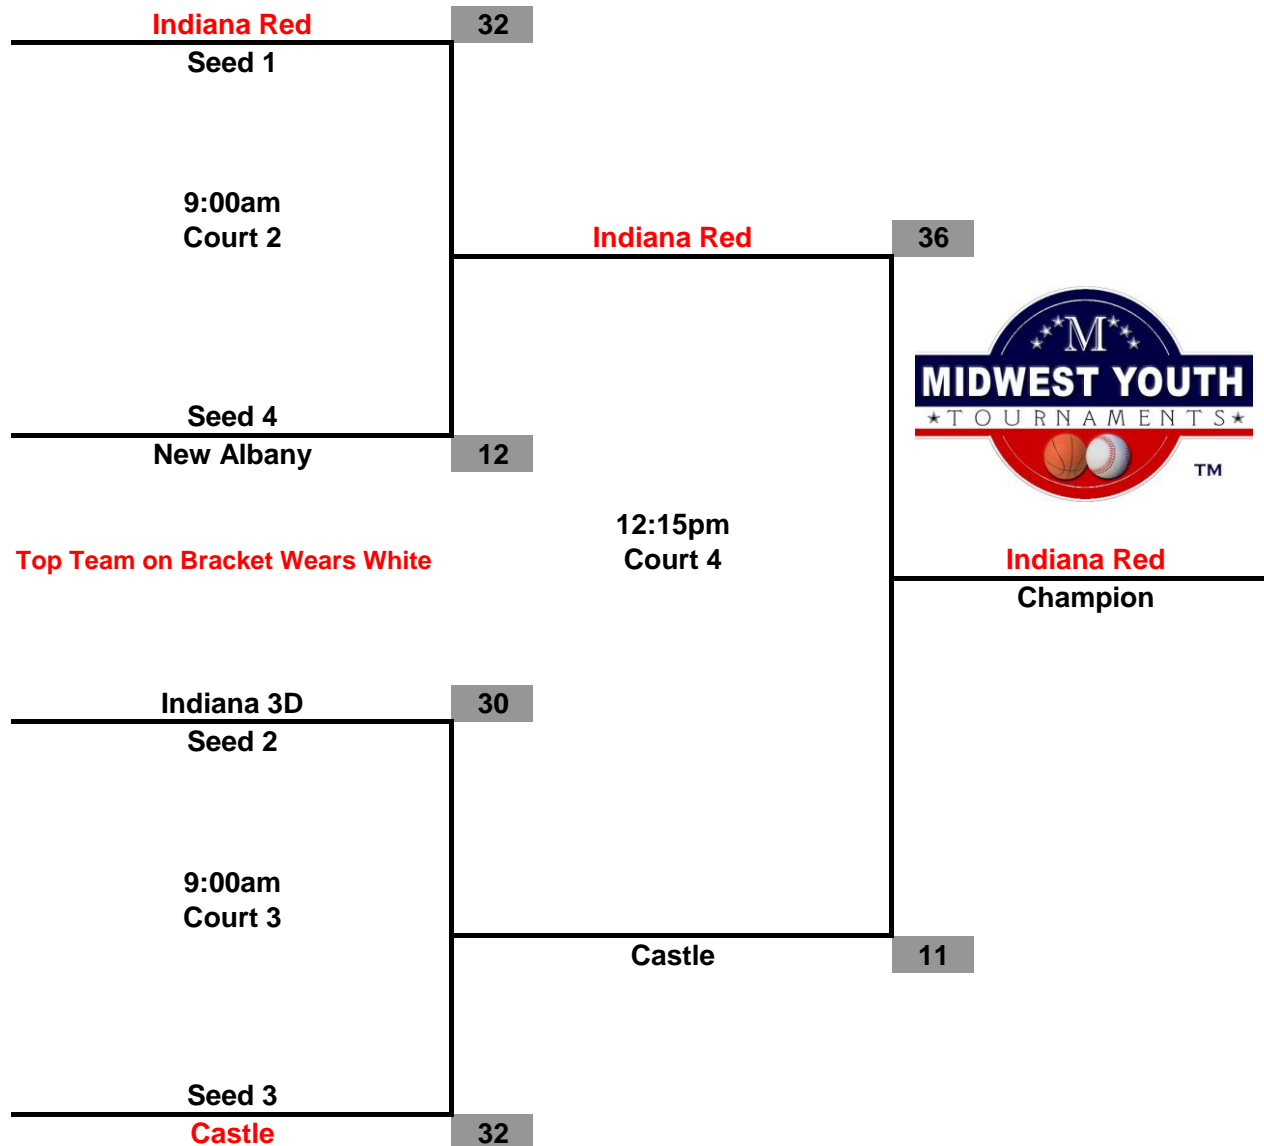 Indiana Red 32
Seed 1
9:00am
Court 2
Indiana Red 36
M
MIDWEST YOUTH
TOURNAMENTS
TM
Seed 4
New Albany 12
12:15pm
Top Team on Bracket Wears White
Court 4
Indiana Red
Champion
Indiana 3D 30
Seed 2
9:00am
Court 3
Castle 11
Seed 3
Castle 32